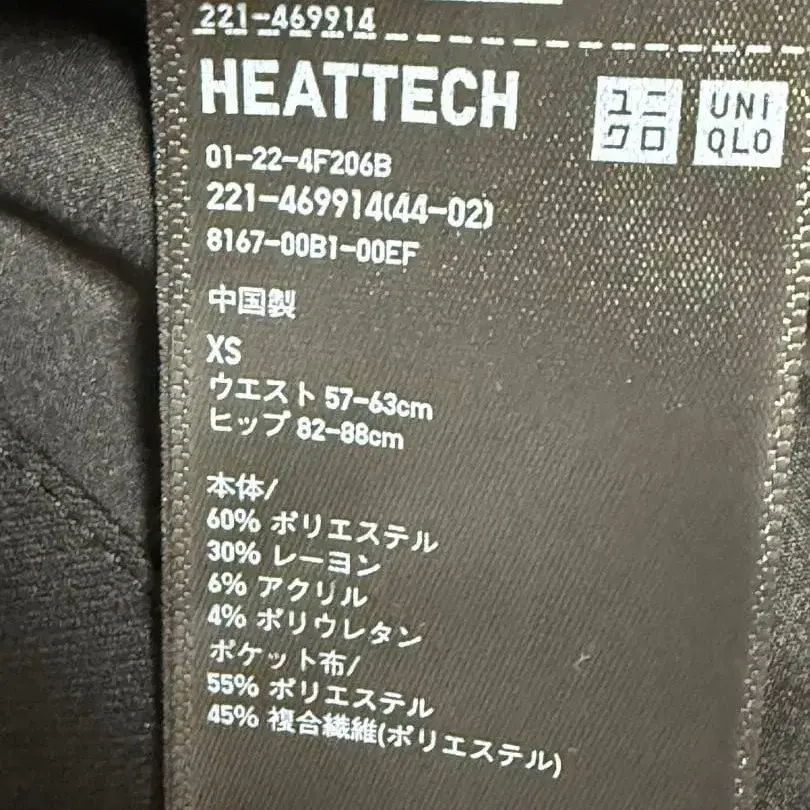 221-469914
HEATTECH
ユニ
クロ
UNI
QLO
01-22-4F206B
221-469914(44-02)
8167-00B1-00EF
中国製
XS
ウエスト 57-63cm
ヒップ 82-88cm
本体/
60% ポリエステル
30% レーヨン
6% アクリル
4% ポリウレタン
ポケット布/
55% ポリエステル
45% 複合繊維(ポリエステル)